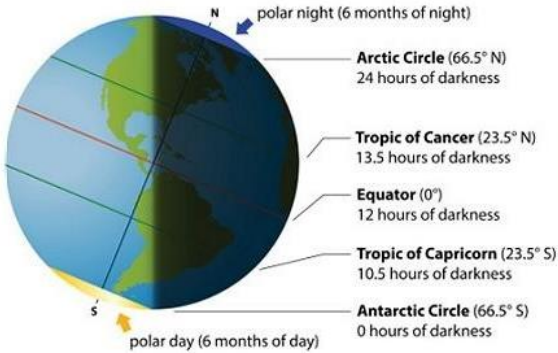 N
polar night (6 months of night)
Arctic Circle (66.5° N)
24 hours of darkness
Tropic of Cancer (23.5° N)
13.5 hours of darkness
Equator (0°)
12 hours of darkness
Tropic of Capricorn (23.5° S)
10.5 hours of darkness
Antarctic Circle (66.5° S)
0 hours of darkness
S
polar day (6 months of day)